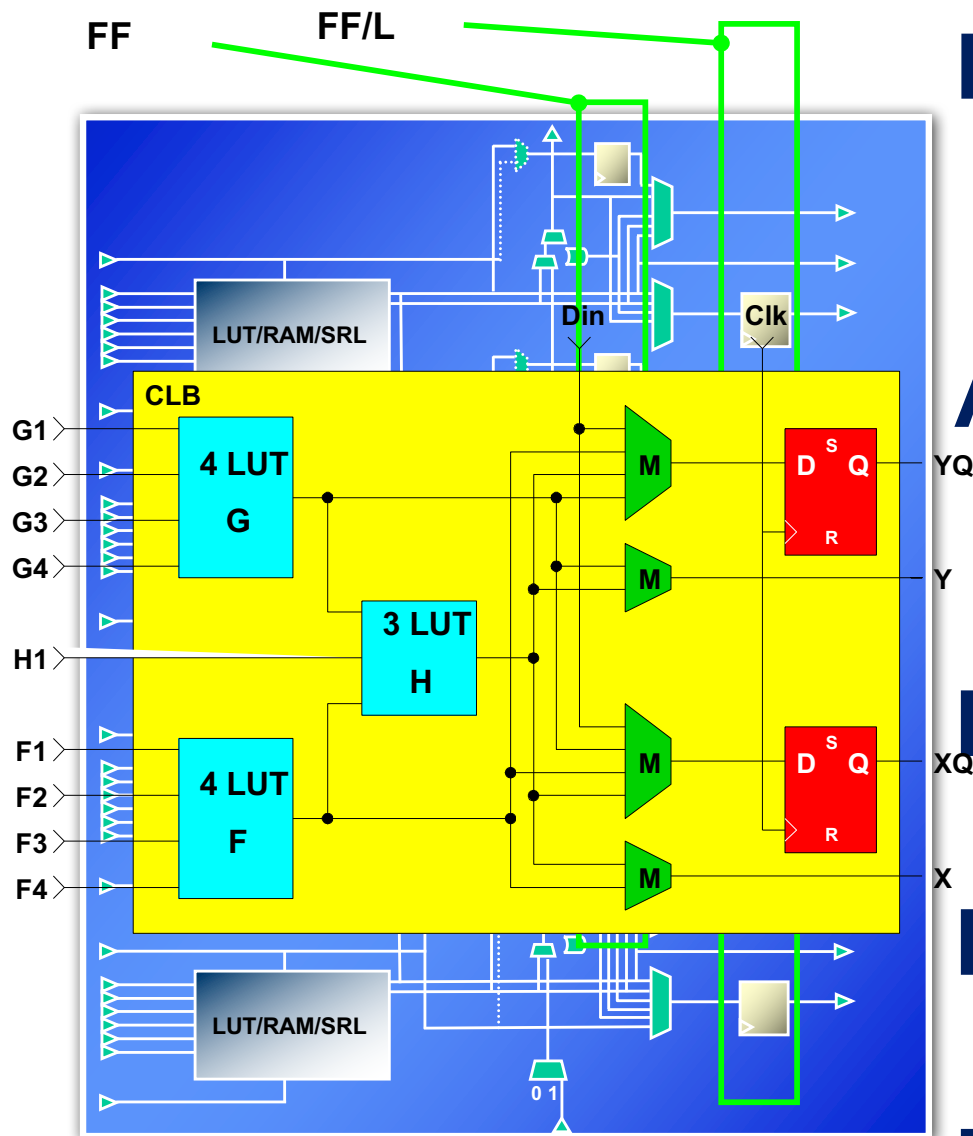 FF
FF/L
LUT/RAM/SRL
Din
Clk
CLB
G1
G2
G3
G4
4 LUT
G
M
D S Q
R
YQ
M
Y
3 LUT
H
H1
F1
F2
F3
F4
4 LUT
F
M
D S Q
R
XQ
M
X
LUT/RAM/SRL
0 1